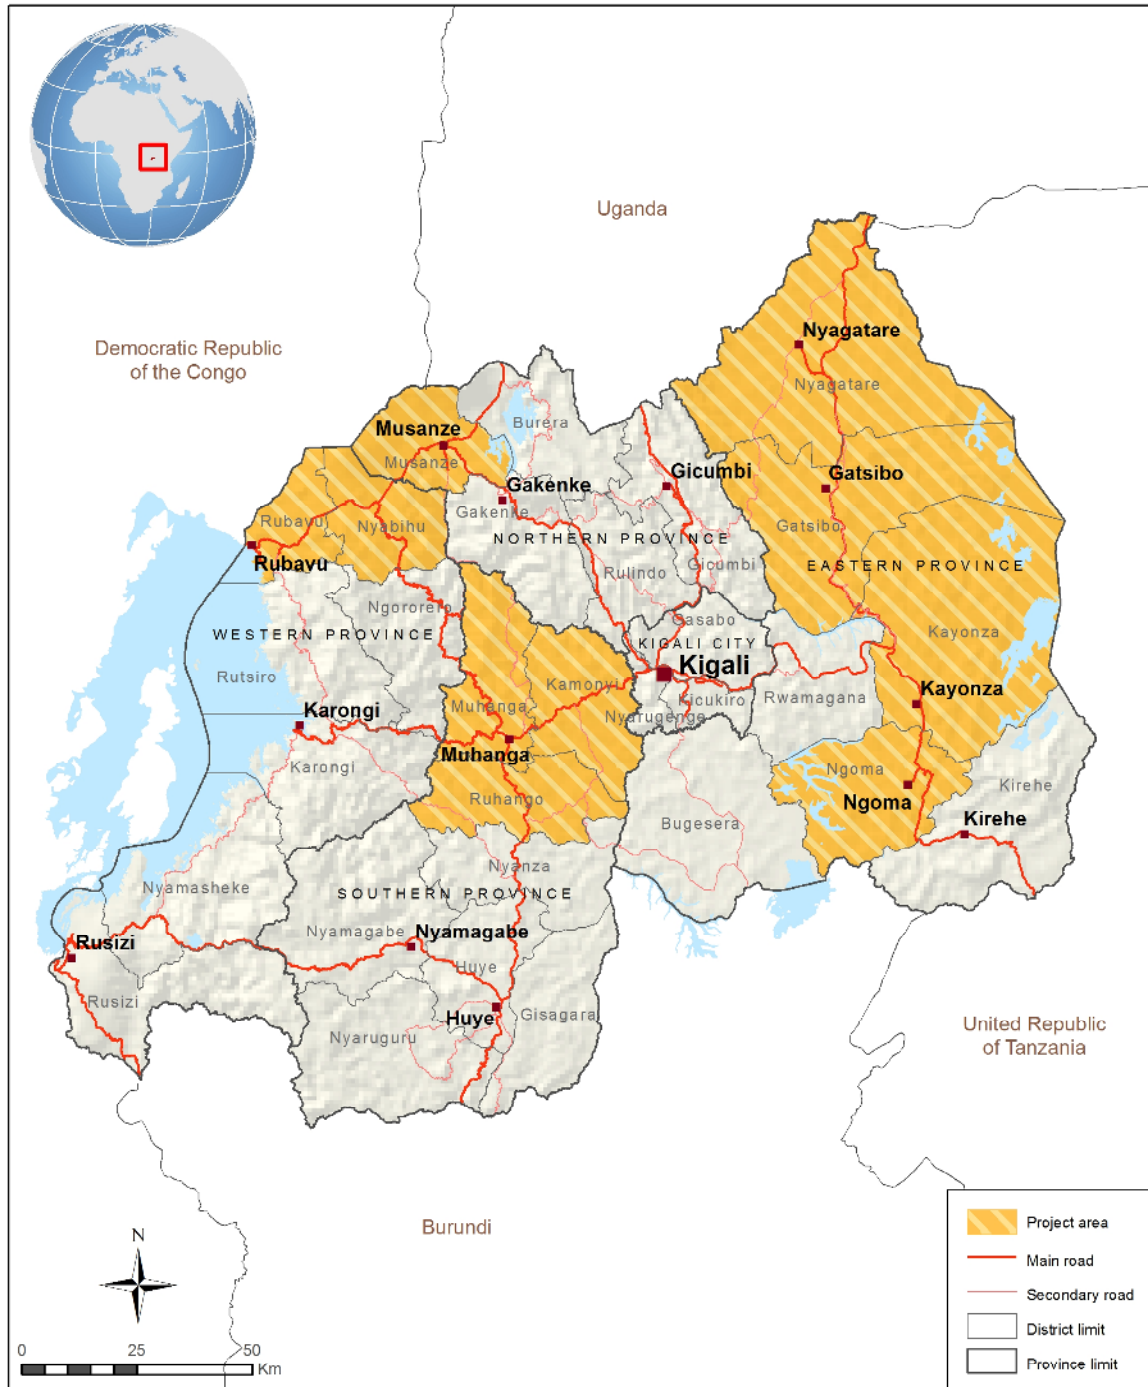 Uganda
Democratic Republic
of the Congo
Nyagatare
Nyagatare
Musanze
Musanze
Burera
Gicumbi
Gatsibo
Gakenke
Gakenke
Rubavu
Nyabihu
Gatsibo
NORTHERN PROVINCE
Rubavu
Rulindo
Gicumbi
EASTERN PROVINCE
Ngororero
Gasabo
WESTERN PROVINCE
KIGALI CITY
Kayonza
Kigali
Rutsiro
Kamonyi
Kicukiro
Rwamagana
Kayonza
Muhanga
Karongi
Nyarugenge
Muhanga
Karongi
Ngoma
Ngoma
Kirehe
Ruhango
Kirehe
Bugesera
Nyanza
Nyamasheke
SOUTHERN PROVINCE
Nyamagabe
Nyamagabe
Rusizi
Huye
Rusizi
Huye
Gisagara
Nyaruguru
United Republic
of Tanzania
Burundi
N
0 25 50
Km
Project area
Main road
Secondary road
District limit
Province limit